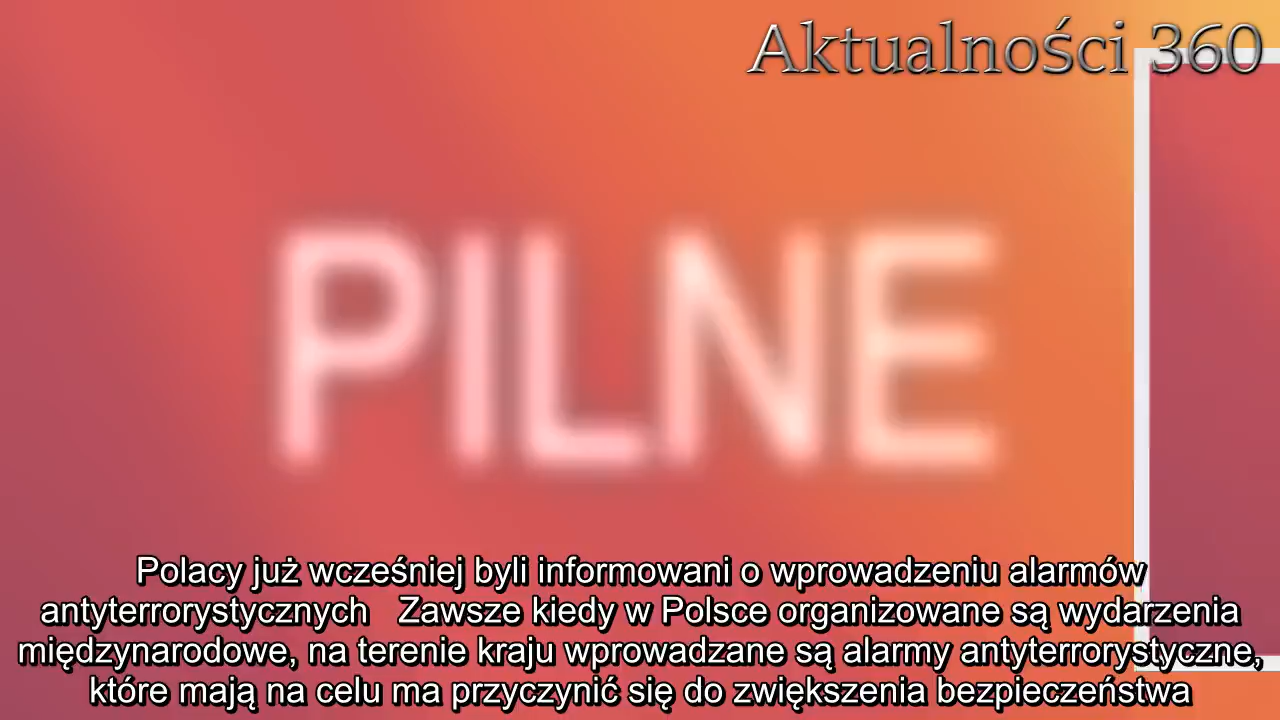 Aktualności 360
PILNE
Polacy już wcześniej byli informowani o wprowadzeniu alarmów
antyterrorystycznych   Zawsze kiedy w Polsce organizowane są wydarzenia
międzynarodowe, na terenie kraju wprowadzane są alarmy antyterrorystyczne,
które mają na celu ma przyczynić się do zwiększenia bezpieczeństwa